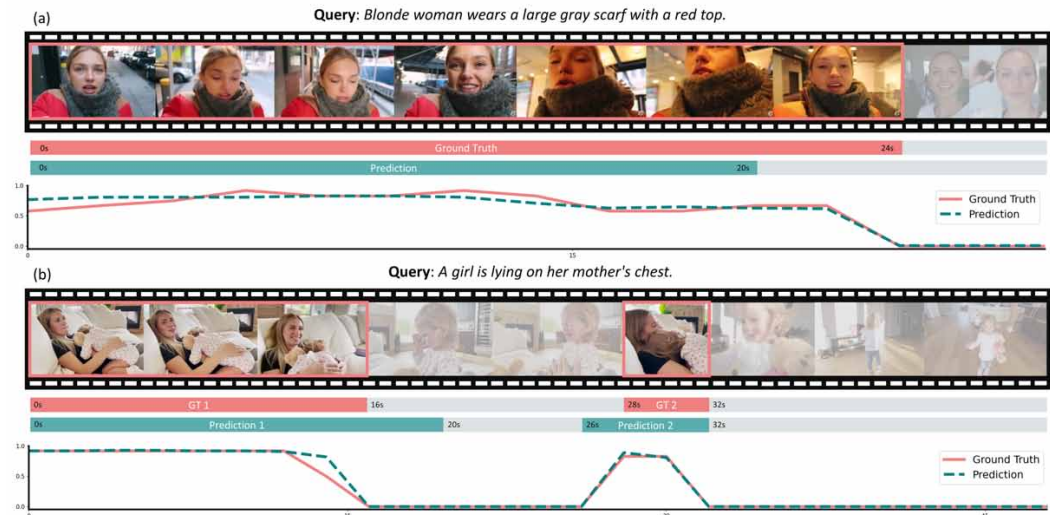 (a)
Query: Blonde woman wears a large gray scarf with a red top.
0s Ground Truth 24s
0s Prediction 20s
1.0
0.5
0.0
0 15
Ground Truth
Prediction
(b)
Query: A girl is lying on her mother's chest.
0s GT 1 16s 28s GT 2 32s
0s Prediction 1 20s 26s Prediction 2 32s
1.0
0.5
0.0
Ground Truth
Prediction